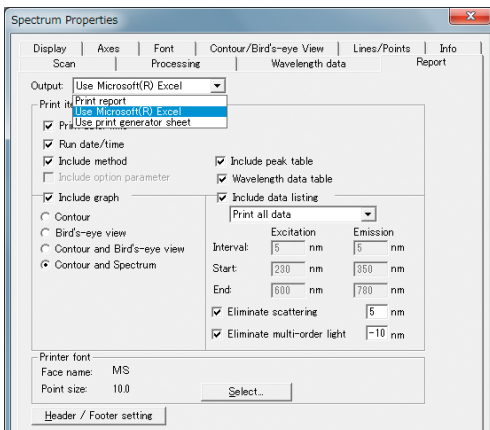 Spectrum Properties
Display Axes Font Contour/Bird's-eye View Lines/Points Info
Scan Processing Wavelength data Report
Output: Use Microsoft(R) Excel
Print report
Use Microsoft(R) Excel
Use print generator sheet
Run date/time
Include method
Include peak table
Include option parameter
Wavelength data table
Include graph
Include data listing
Contour
Print all data
Bird's-eye view
Excitation Emission
Contour and Bird's-eye view
Interval: 5 nm 5 nm
Contour and Spectrum
Start: 230 nm 350 nm
End: 600 nm 780 nm
Eliminate scattering 5 nm
Eliminate multi-order light -10 nm
Printer font
Face name: MS
Point size: 10.0 Select...
Header / Footer setting